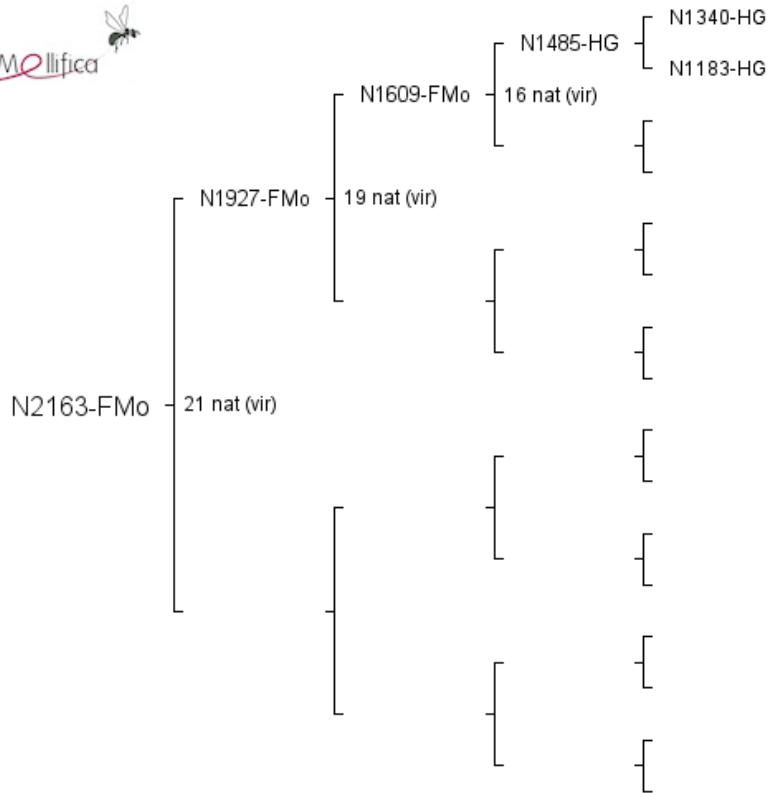 Mellifica
N1340-HG
N1485-HG
N1183-HG
N1609-FMo
16 nat (vir)
N1927-FMo
19 nat (vir)
N2163-FMo
21 nat (vir)